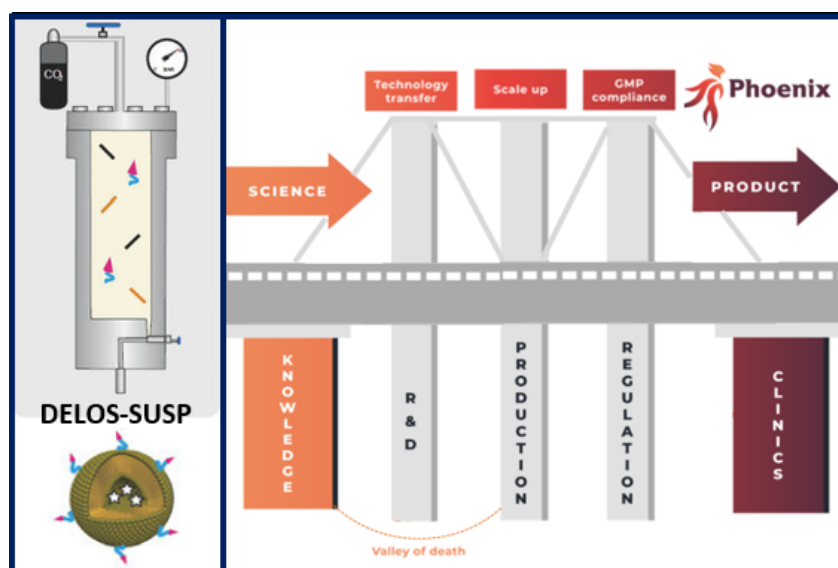 CO₂
DELOS-SUSP
Technology
transfer
Scale up
GMP
compliance
Phoenix
SCIENCE
PRODUCT
KNOWLEDGE
R & D
PRODUCTION
REGULATION
CLINICS
Valley of death